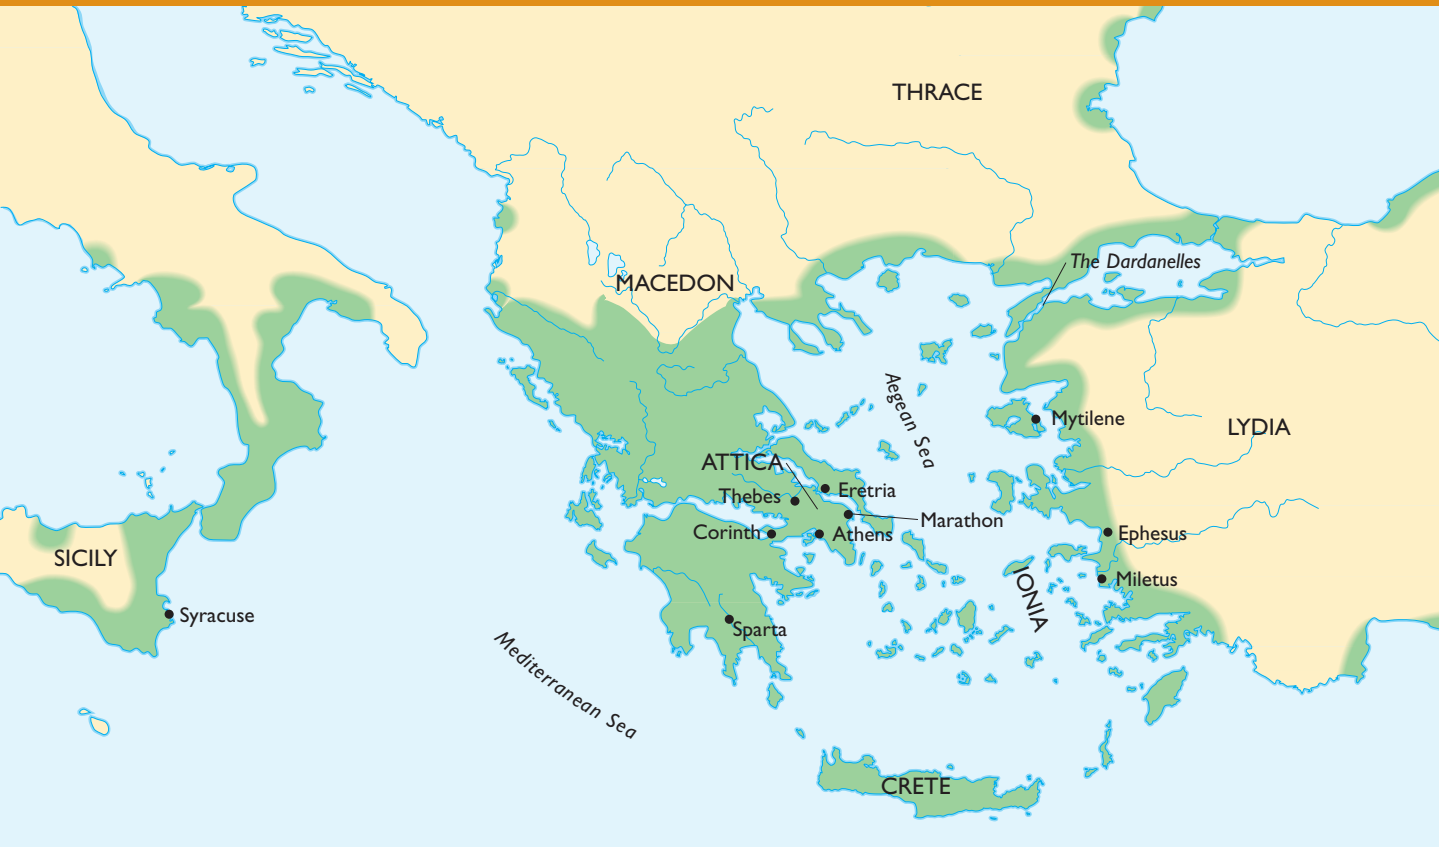 THRACE
The Dardanelles
MACEDON
Aegean Sea
Mytilene
LYDIA
ATTICA
Eretria
Thebes
Marathon
Corinth
Athens
Ephesus
SICILY
IONIA
Miletus
Syracuse
Sparta
Mediterranean Sea
CRETE